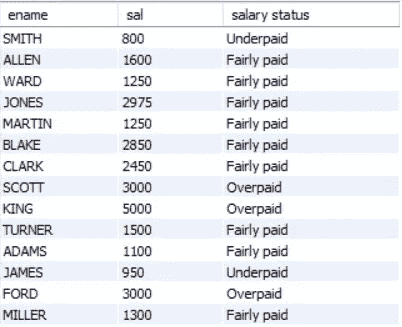 ename sal salary status
SMITH 800 Underpaid
ALLEN 1600 Fairly paid
WARD 1250 Fairly paid
JONES 2975 Fairly paid
MARTIN 1250 Fairly paid
BLAKE 2850 Fairly paid
CLARK 2450 Fairly paid
SCOTT 3000 Overpaid
KING 5000 Overpaid
TURNER 1500 Fairly paid
ADAMS 1100 Fairly paid
JAMES 950 Underpaid
FORD 3000 Overpaid
MILLER 1300 Fairly paid